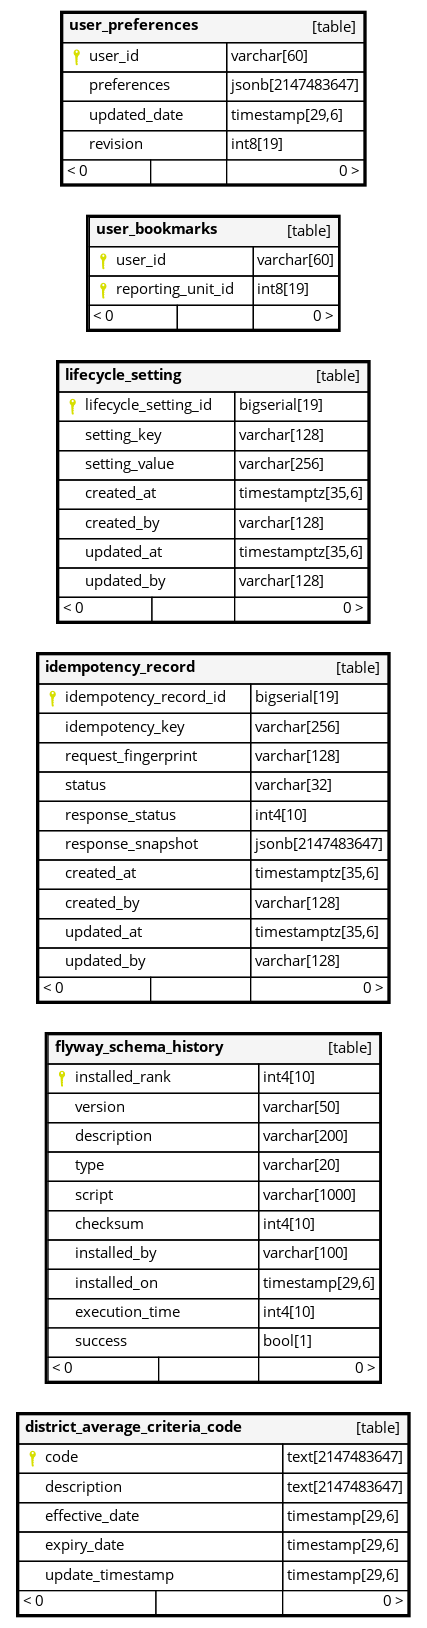 user_preferences [table]
user_id varchar[60]
preferences jsonb[2147483647]
updated_date timestamp[29,6]
revision int8[19]
< 0 0 >
user_bookmarks [table]
user_id varchar[60]
reporting_unit_id int8[19]
< 0 0 >
lifecycle_setting [table]
lifecycle_setting_id bigserial[19]
setting_key varchar[128]
setting_value varchar[256]
created_at timestamptz[35,6]
created_by varchar[128]
updated_at timestamptz[35,6]
updated_by varchar[128]
< 0 0 >
idempotency_record [table]
idempotency_record_id bigserial[19]
idempotency_key varchar[256]
request_fingerprint varchar[128]
status varchar[32]
response_status int4[10]
response_snapshot jsonb[2147483647]
created_at timestamptz[35,6]
created_by varchar[128]
updated_at timestamptz[35,6]
updated_by varchar[128]
< 0 0 >
flyway_schema_history [table]
installed_rank int4[10]
version varchar[50]
description varchar[200]
type varchar[20]
script varchar[1000]
checksum int4[10]
installed_by varchar[100]
installed_on timestamp[29,6]
execution_time int4[10]
success bool[1]
< 0 0 >
district_average_criteria_code [table]
code text[2147483647]
description text[2147483647]
effective_date timestamp[29,6]
expiry_date timestamp[29,6]
update_timestamp timestamp[29,6]
< 0 0 >